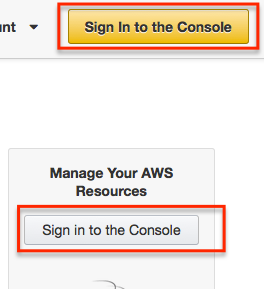 unt
Sign In to the Console
Manage Your AWS
Resources
Sign in to the Console